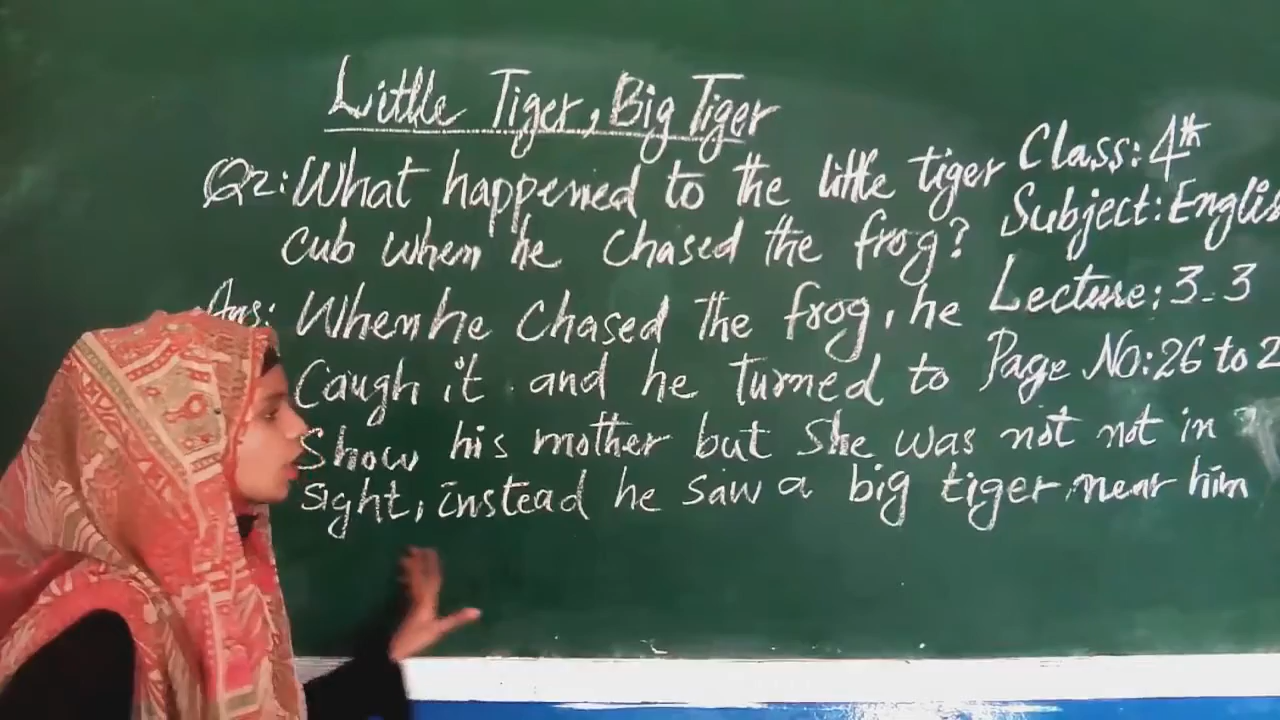 Little Tiger, Big Tiger
Q2: What happened to the little tiger
cub when he chased the frog?
Ans: When he chased the frog, he
Caugh it and he turned to
Show his mother but She was not not in
sight, instead he saw a big tiger near him
Class: 4th
Subject: Englis
Lecture: 3.3
Page No: 26 to 2